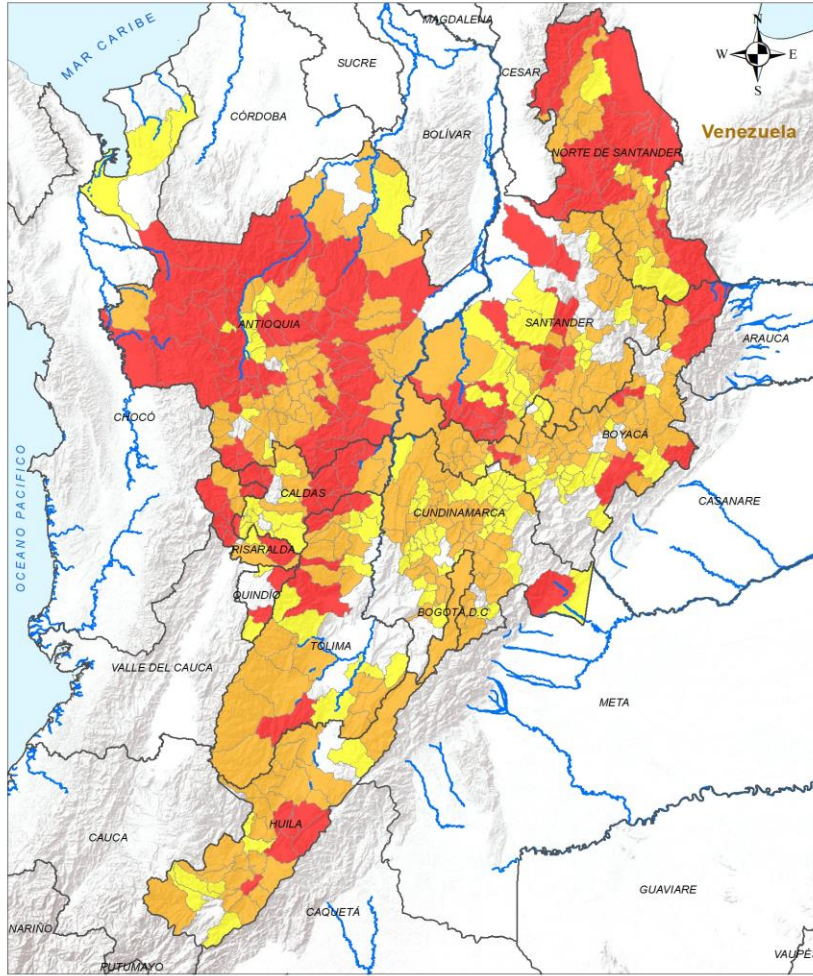 MAGDALENA
N
MAR CARIBE
SUCRE
CESAR
W
E
S
CÓRDOBA
BOLÍVAR
Venezuela
NORTE DE SANTANDER
ANTIOQUIA
SANTANDER
ARAUCA
CHOCÓ
BOYACÁ
OCEANO PACIFICO
CALDAS
CUNDINAMARCA
CASANARE
RISARALDA
QUINDÍO
BOGOTÁ D.C
TOLIMA
VALLE DEL CAUCA
META
HUILA
CAUCA
GUAVIARE
CAQUETÁ
NARIÑO
PUTUMAYO
VAUPÉS